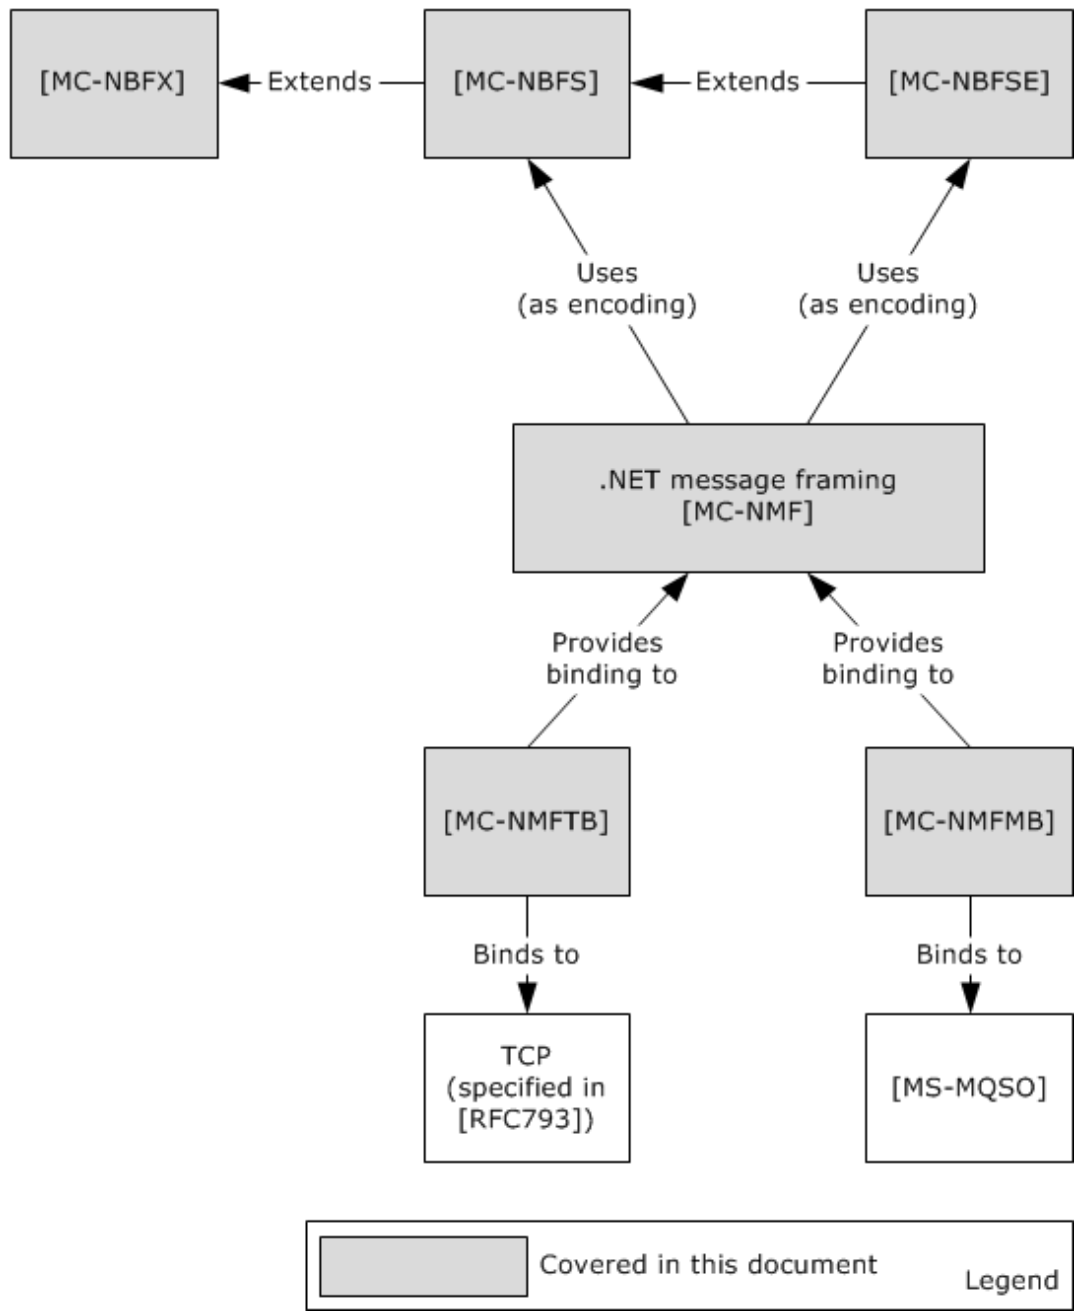 [MC-NBFX]
Extends
[MC-NBFS]
Extends
[MC-NBFSE]
Uses
(as encoding)
Uses
(as encoding)
.NET message framing
[MC-NMF]
Provides
binding to
Provides
binding to
[MC-NMFTB]
[MC-NMFMB]
Binds to
Binds to
TCP
(specified in
[RFC793])
[MS-MQSO]
Covered in this document
Legend